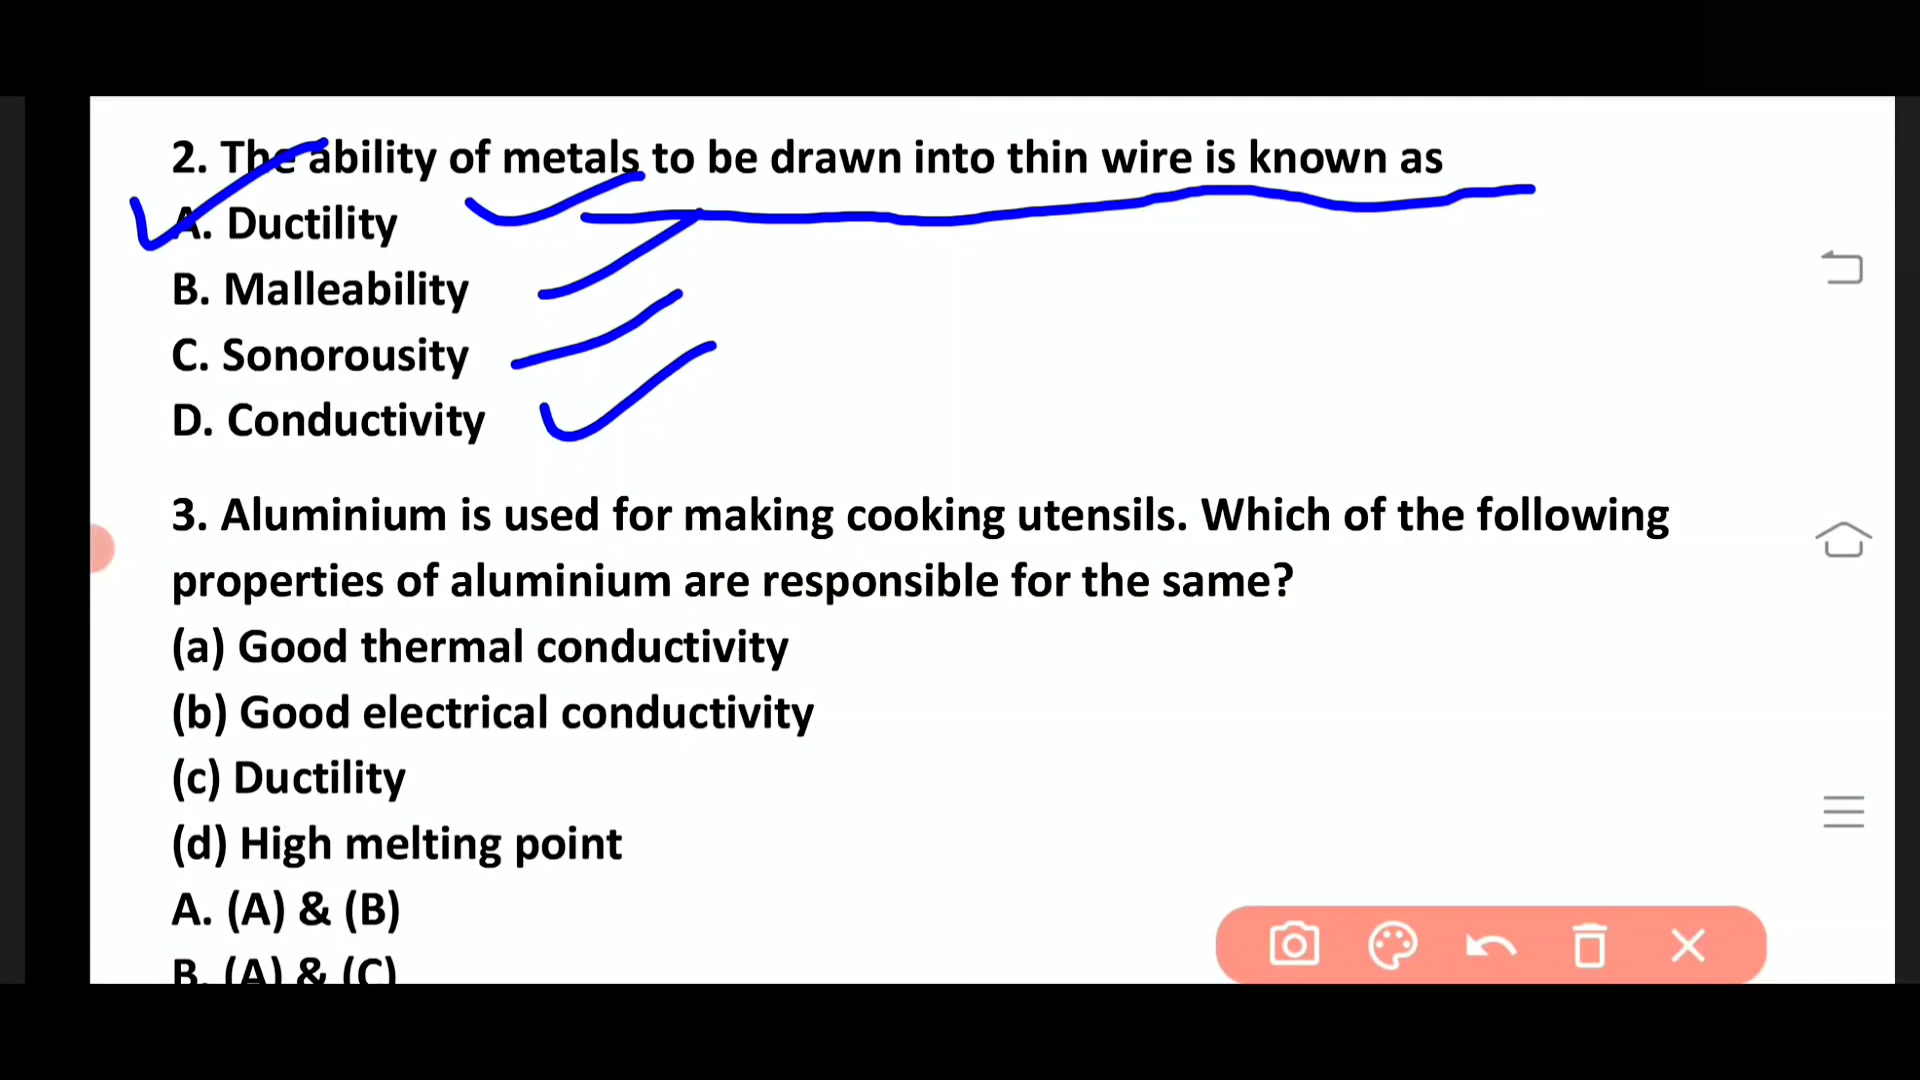 2. The ability of metals to be drawn into thin wire is known as
A. Ductility
B. Malleability
C. Sonorousity
D. Conductivity
3. Aluminium is used for making cooking utensils. Which of the following
properties of aluminium are responsible for the same?
(a) Good thermal conductivity
(b) Good electrical conductivity
(c) Ductility
(d) High melting point
A. (A) & (B)
B. (A) & (C)